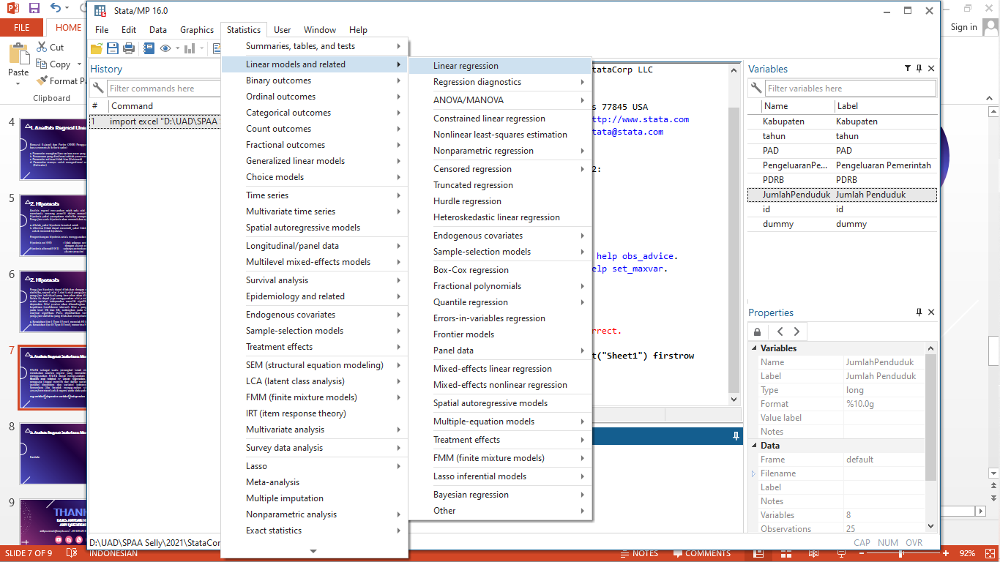 Stata/MP 16.0
Sign in
FILE
HOME
File Edit Data Graphics Statistics User Window Help
Cut
Copy
Format P
Paste
Clipboard
History
Filter commands here
# Command
1 import excel "D:\UAD\SPAA
4
5
2. Hipotesis
6
2. Hipotesis
7
8
9
THANK
Summaries, tables, and tests
Linear models and related
Binary outcomes
Ordinal outcomes
Categorical outcomes
Count outcomes
Fractional outcomes
Generalized linear models
Choice models
Time series
Multivariate time series
Spatial autoregressive models
Longitudinal/panel data
Multilevel mixed-effects models
Survival analysis
Epidemiology and related
Endogenous covariates
Sample-selection models
Treatment effects
SEM (structural equation modeling)
LCA (latent class analysis)
FMM (finite mixture models)
IRT (item response theory)
Multivariate analysis
Survey data analysis
Lasso
Meta-analysis
Multiple imputation
Nonparametric analysis
Exact statistics
Linear regression
Regression diagnostics
ANOVA/MANOVA
Constrained linear regression
Nonlinear least-squares estimation
Nonparametric regression
Censored regression
Truncated regression
Hurdle regression
Heteroskedastic linear regression
Endogenous covariates
Sample-selection models
Box-Cox regression
Fractional polynomials
Quantile regression
Errors-in-variables regression
Frontier models
Panel data
Mixed-effects linear regression
Mixed-effects nonlinear regression
Spatial autoregressive models
Multiple-equation models
Treatment effects
FMM (finite mixture models)
Lasso inferential models
Bayesian regression
Other
tataCorp LLC
s 77845 USA
ttp://www.stata.com
tata@stata.com
2:
help obs_advice.
elp set_maxvar.
rrect.
t("Sheet1") firstrow
Variables
Filter variables here
Name Label
Kabupaten Kabupaten
tahun tahun
PAD PAD
PengeluaranPe... Pengeluaran Pemerintah
PDRB PDRB
JumlahPenduduk Jumlah Penduduk
id id
dummy dummy
Properties
Variables
Name JumlahPenduduk
Label Jumlah Penduduk
Type long
Format %10.0g
Value label
Notes
Data
Frame default
Filename
Label
Notes
Variables 8
Observations 25
D:\UAD\SPAA Selly\2021\StataCor
CAP NUM OVR
SLIDE 7 OF 9
INDONESIAN
NOTES
COMMENTS
92%